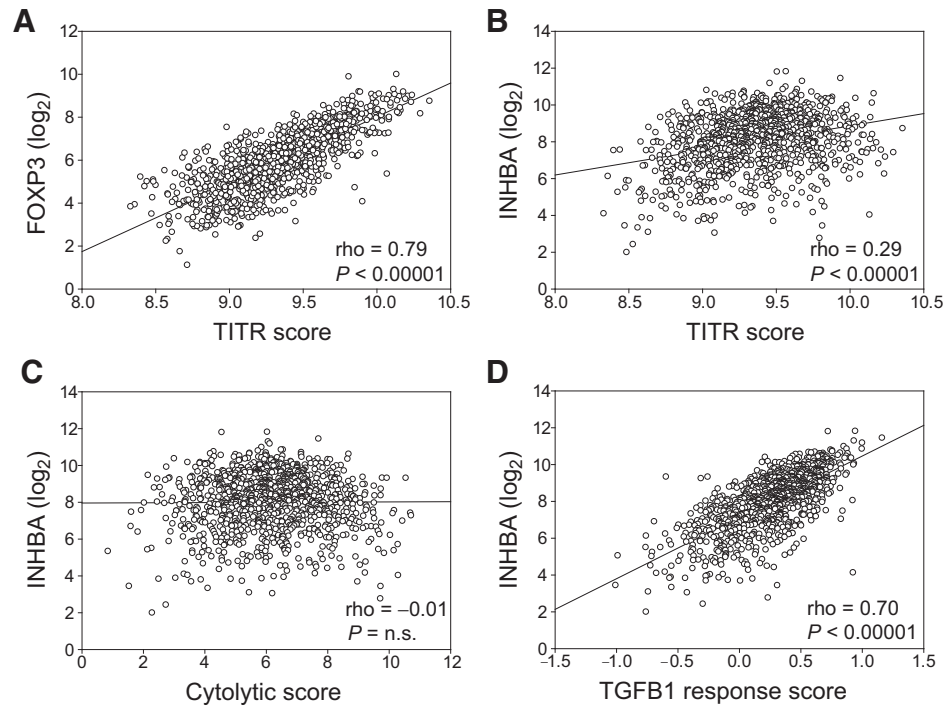 A
12
10
8
6
4
2
0
FOXP3 (log2)
rho = 0.79
P < 0.00001
8.0 8.5 9.0 9.5 10.0 10.5
TITR score
B
14
12
10
8
6
4
2
0
INHBA (log2)
rho = 0.29
P < 0.00001
8.0 8.5 9.0 9.5 10.0 10.5
TITR score
C
14
12
10
8
6
4
2
0
INHBA (log2)
rho = −0.01
P = n.s.
0 2 4 6 8 10 12
Cytolytic score
D
14
12
10
8
6
4
2
0
INHBA (log2)
rho = 0.70
P < 0.00001
−1.5 −1.0 −0.5 0.0 0.5 1.0 1.5
TGFB1 response score